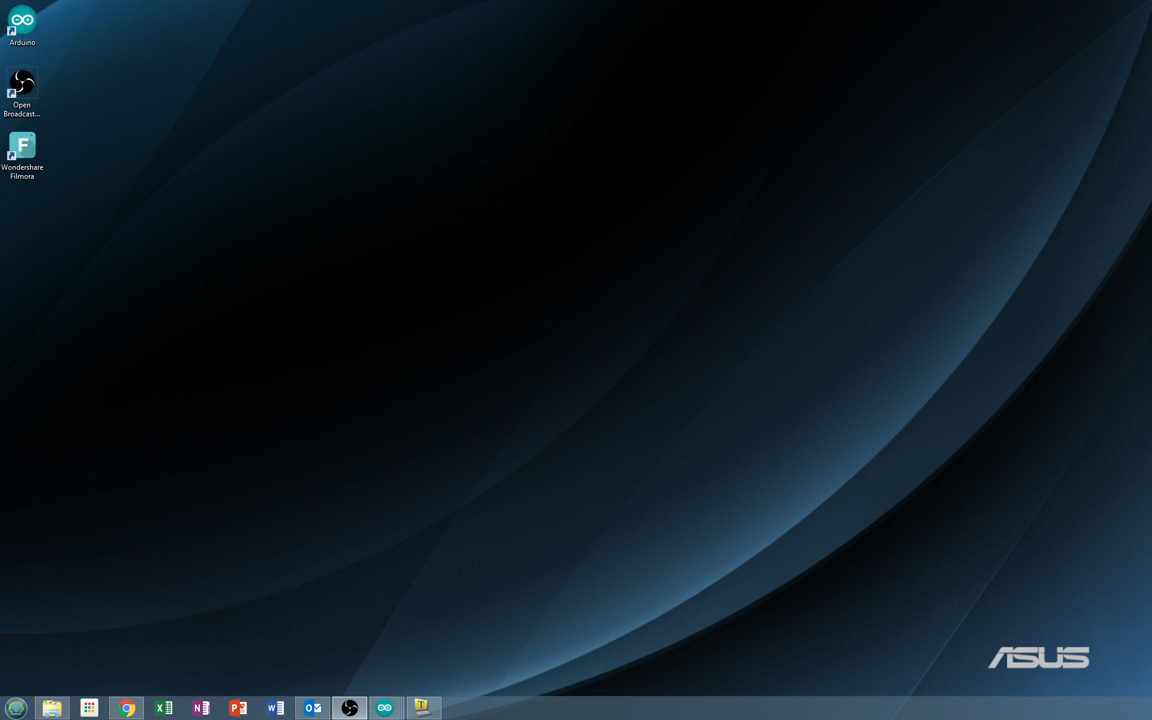 Arduino
Open
Broadcast...
F
Wondershare
Filmora
ASUS
X
N
P
W
O
T